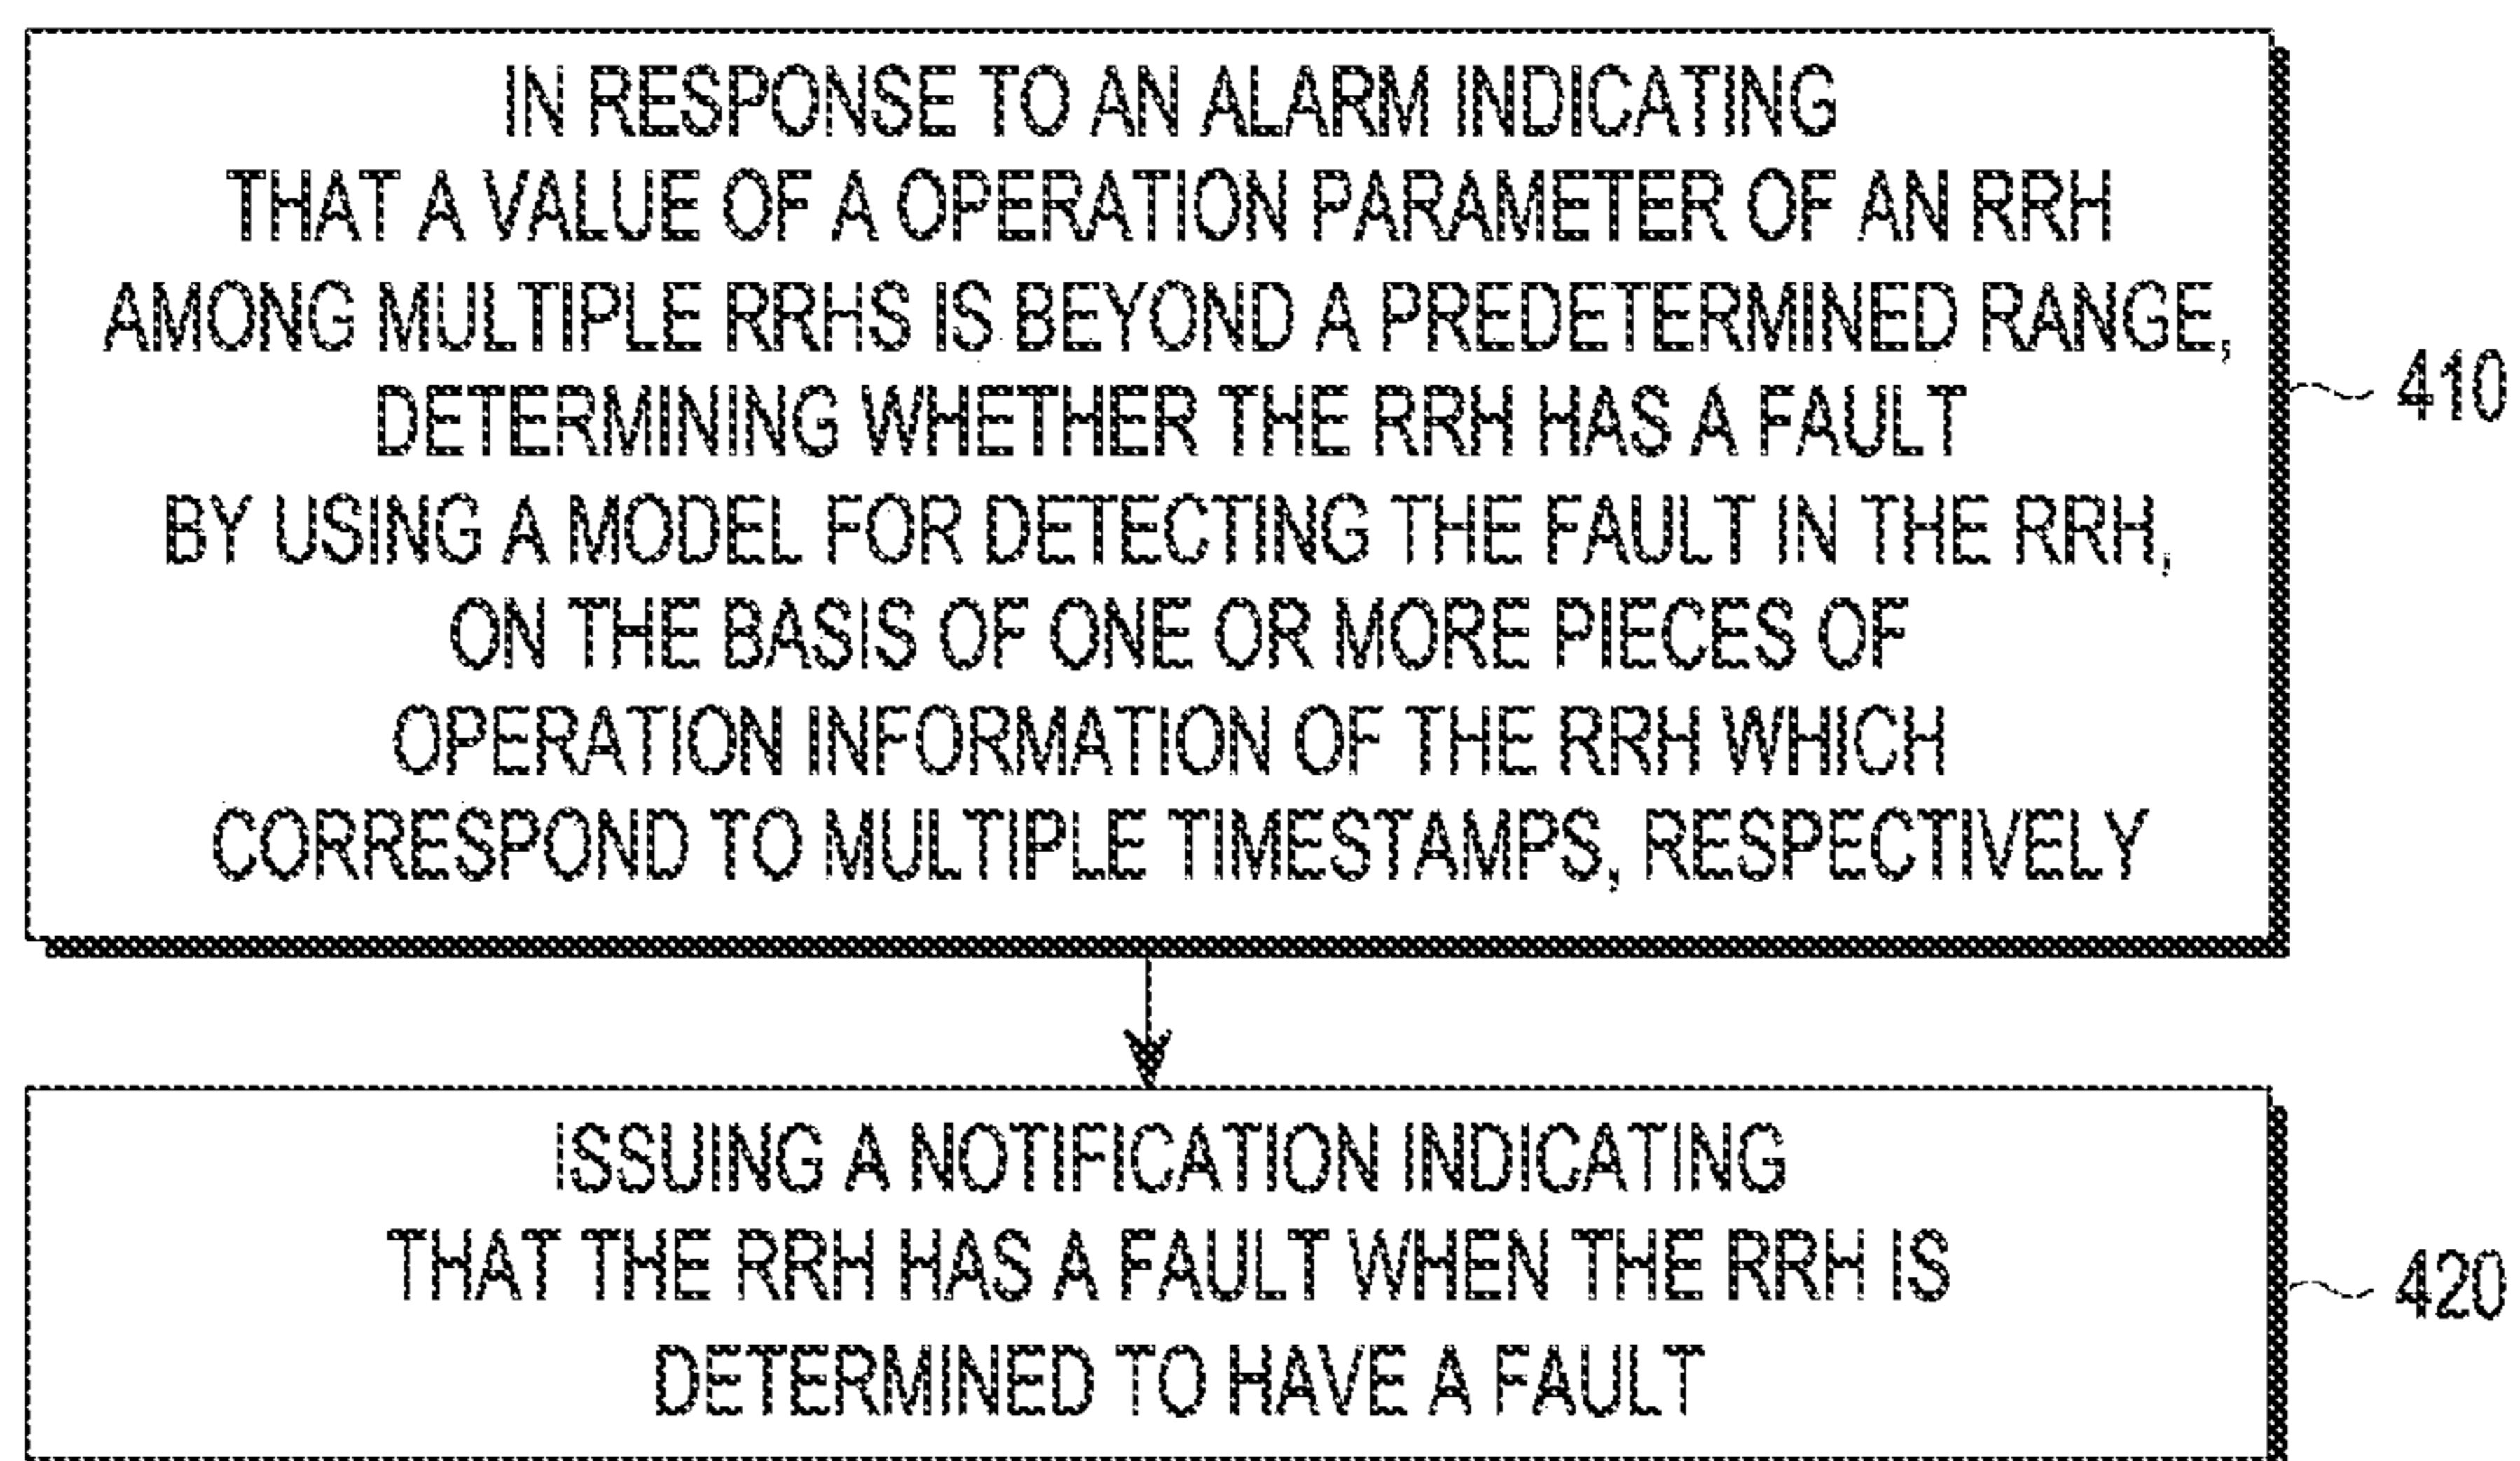 IN RESPONSE TO AN ALARM INDICATING
THAT A VALUE OF A OPERATION PARAMETER OF AN RRH
AMONG MULTIPLE RRHS IS BEYOND A PREDETERMINED RANGE,
DETERMINING WHETHER THE RRH HAS A FAULT
BY USING A MODEL FOR DETECTING THE FAULT IN THE RRH,
ON THE BASIS OF ONE OR MORE PIECES OF
OPERATION INFORMATION OF THE RRH WHICH
CORRESPOND TO MULTIPLE TIMESTAMPS, RESPECTIVELY
410
ISSUING A NOTIFICATION INDICATING
THAT THE RRH HAS A FAULT WHEN THE RRH IS
DETERMINED TO HAVE A FAULT
420